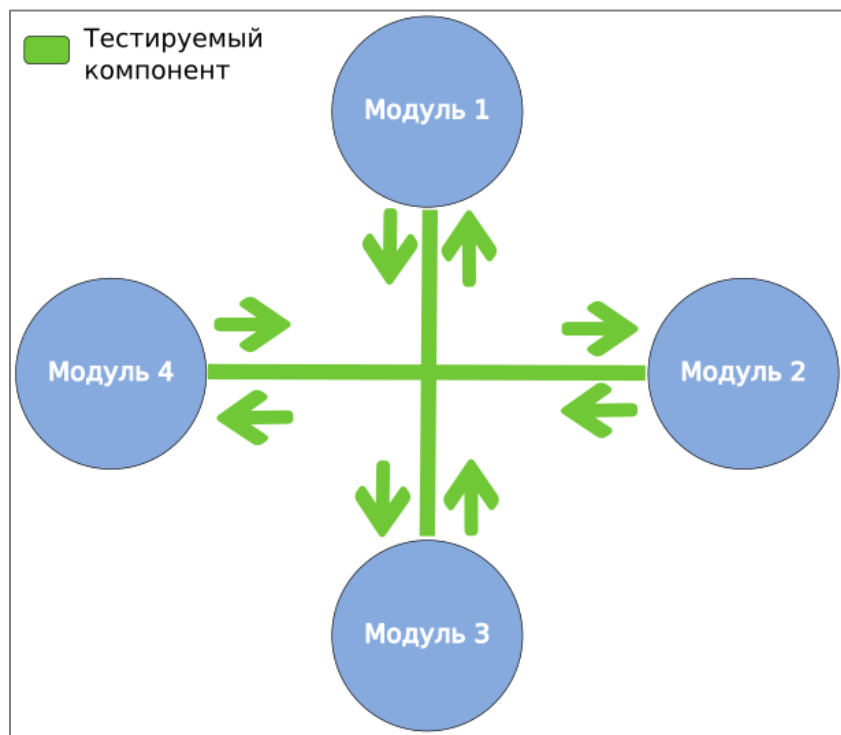 Тестируемый
компонент
Модуль 1
Модуль 4
Модуль 2
Модуль 3